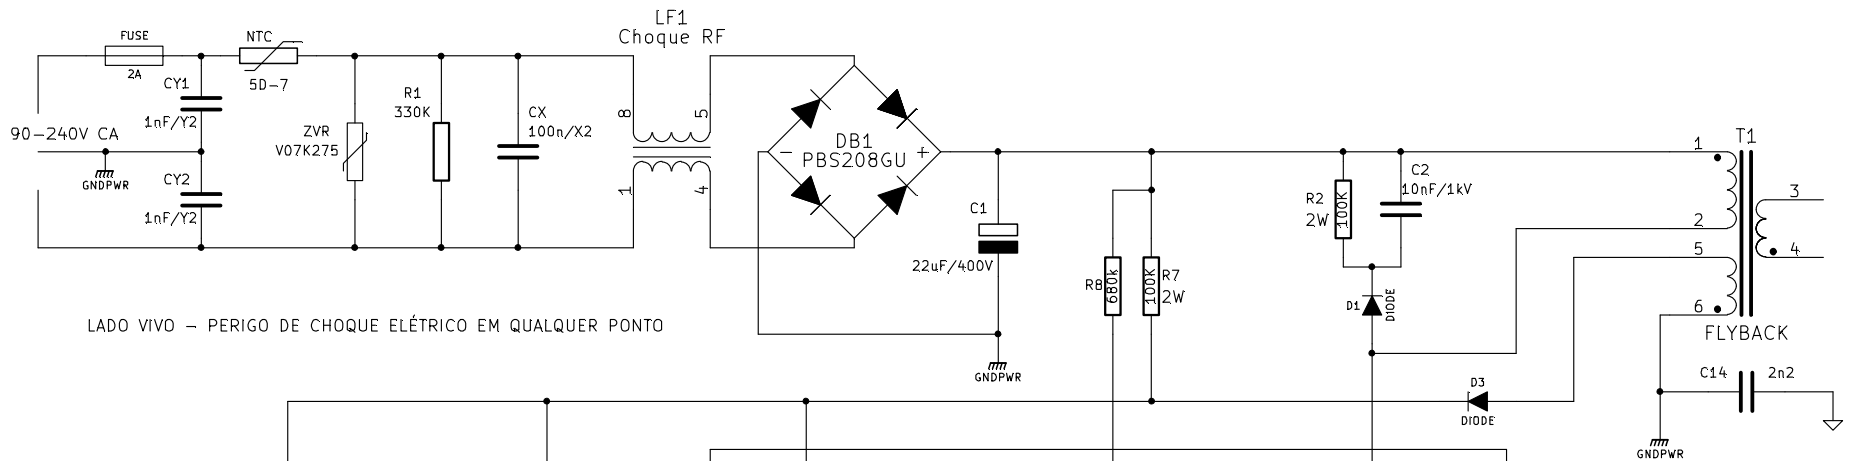 LF1
Choque RF
FUSE
2A
NTC
5D-7
CY1
1nF/Y2
90-240V CA
GNDPWR
CY2
1nF/Y2
ZVR
V07K275
R1
330K
CX
100n/X2
8
5
1
4
DB1
- +
PBS208GU
C1
22uF/400V
GNDPWR
R8
680k
R7
100K
2W
R2
100K
2W
C2
10nF/1kV
D1
DIODE
T1
1
2
5
6
3
4
FLYBACK
LADO VIVO - PERIGO DE CHOQUE ELÉTRICO EM QUALQUER PONTO
D3
DIODE
C14
2n2
GNDPWR